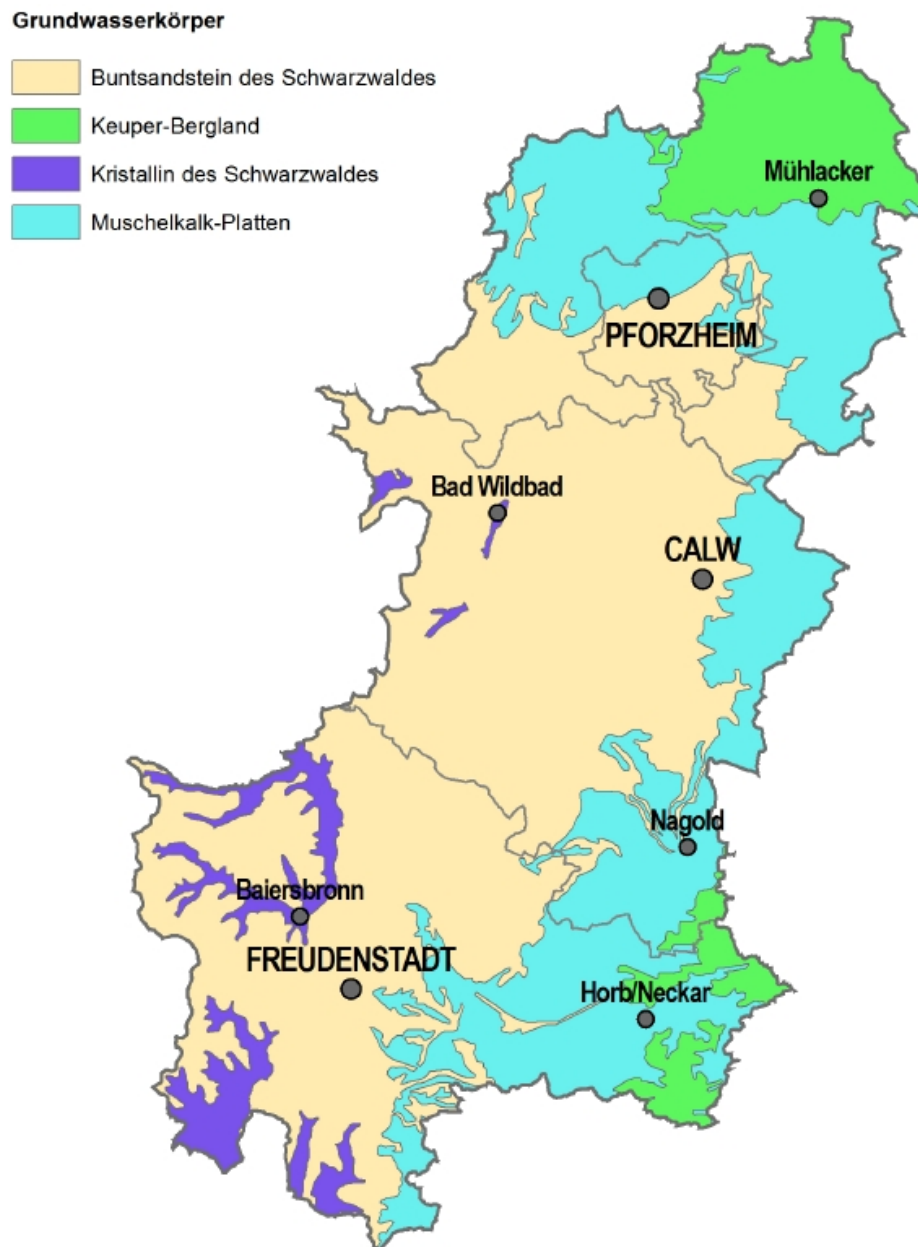 Grundwasserkörper
Buntsandstein des Schwarzwaldes
Keuper-Bergland
Kristallin des Schwarzwaldes
Muschelkalk-Platten
Mühlacker
PFORZHEIM
Bad Wildbad
CALW
Nagold
Baiersbronn
FREUDENSTADT
Horb/Neckar